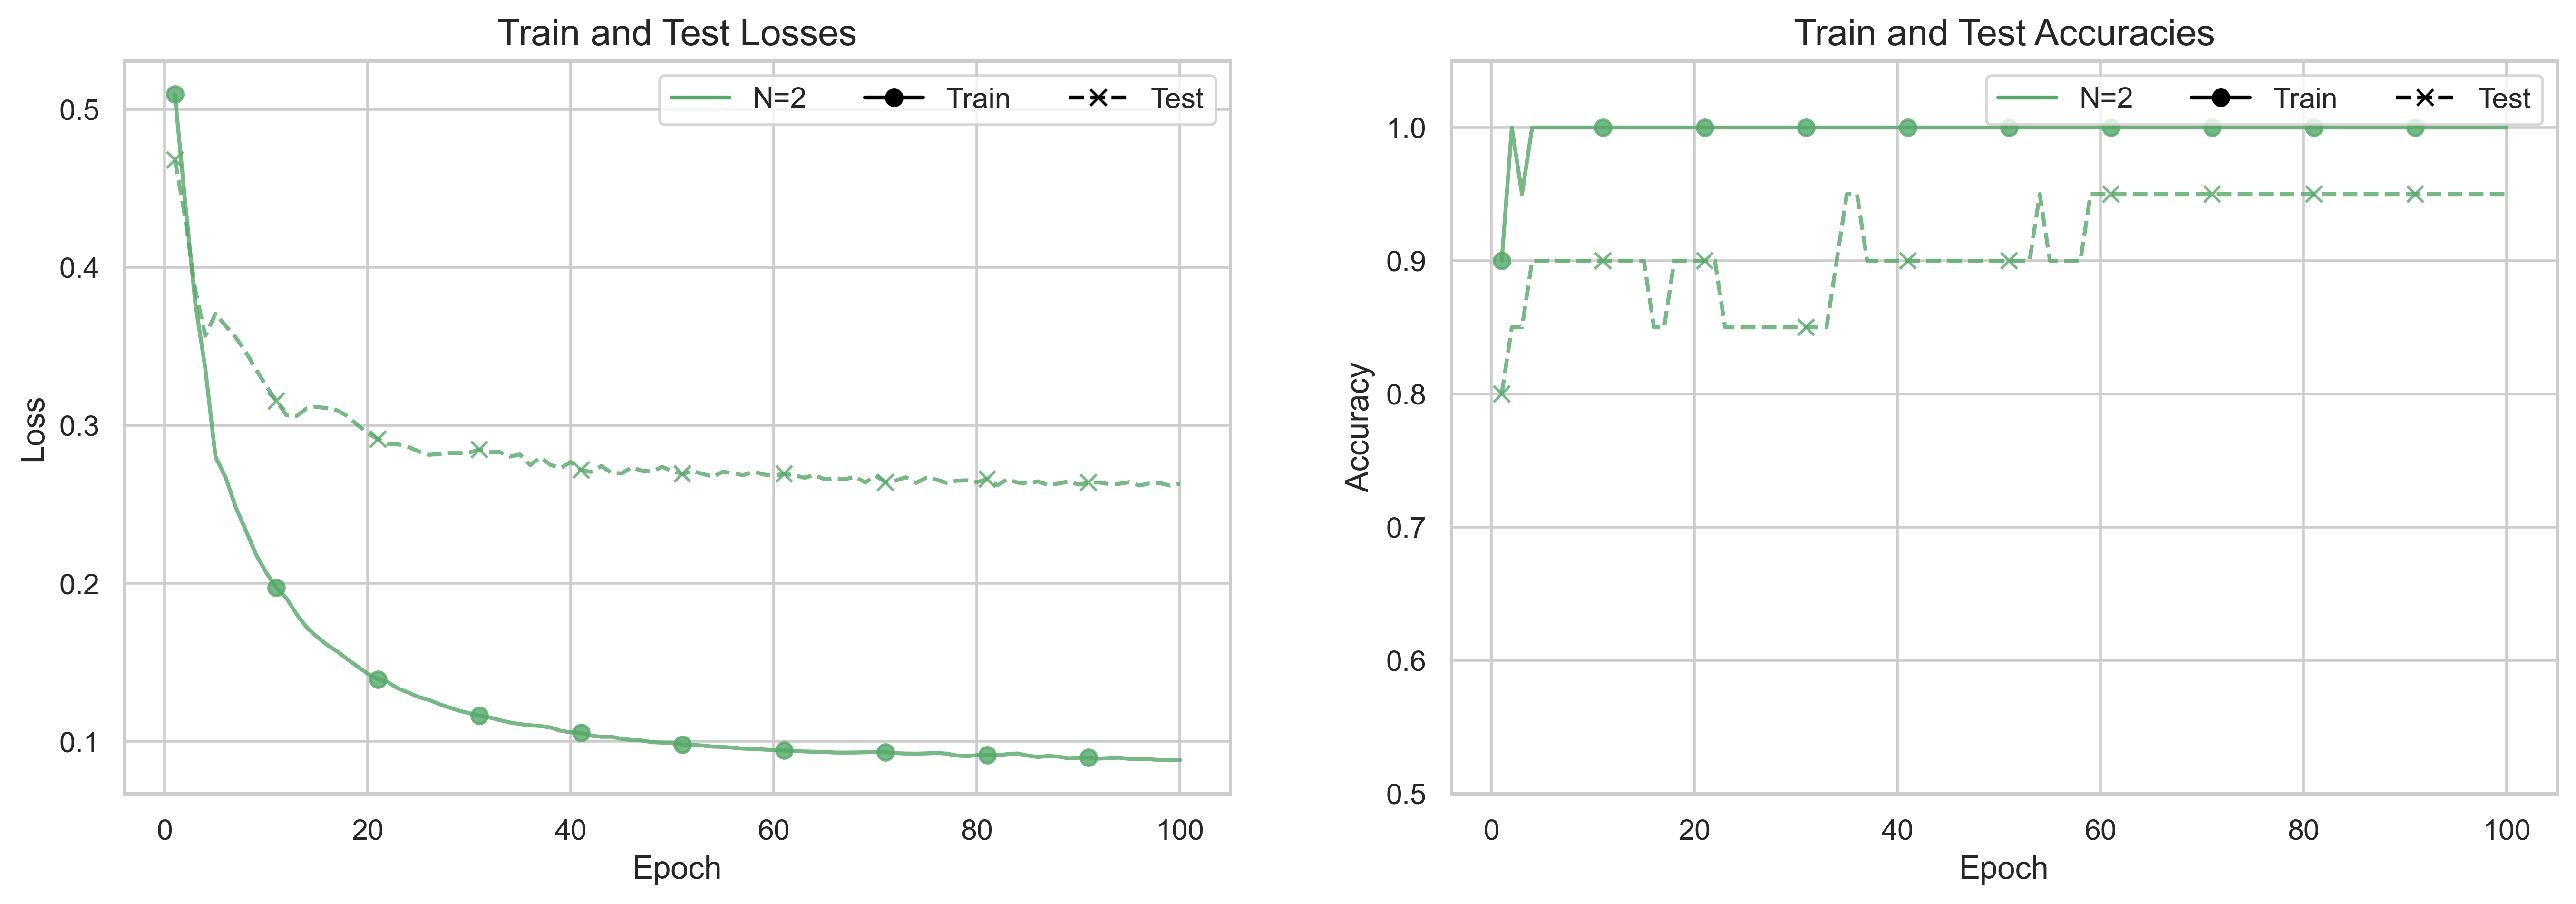 Train and Test Losses
N=2 Train Test
0.5
0.4
0.3
0.2
0.1
Loss
0 20 40 60 80 100
Epoch
Train and Test Accuracies
N=2 Train Test
1.0
0.9
0.8
0.7
0.6
0.5
Accuracy
0 20 40 60 80 100
Epoch